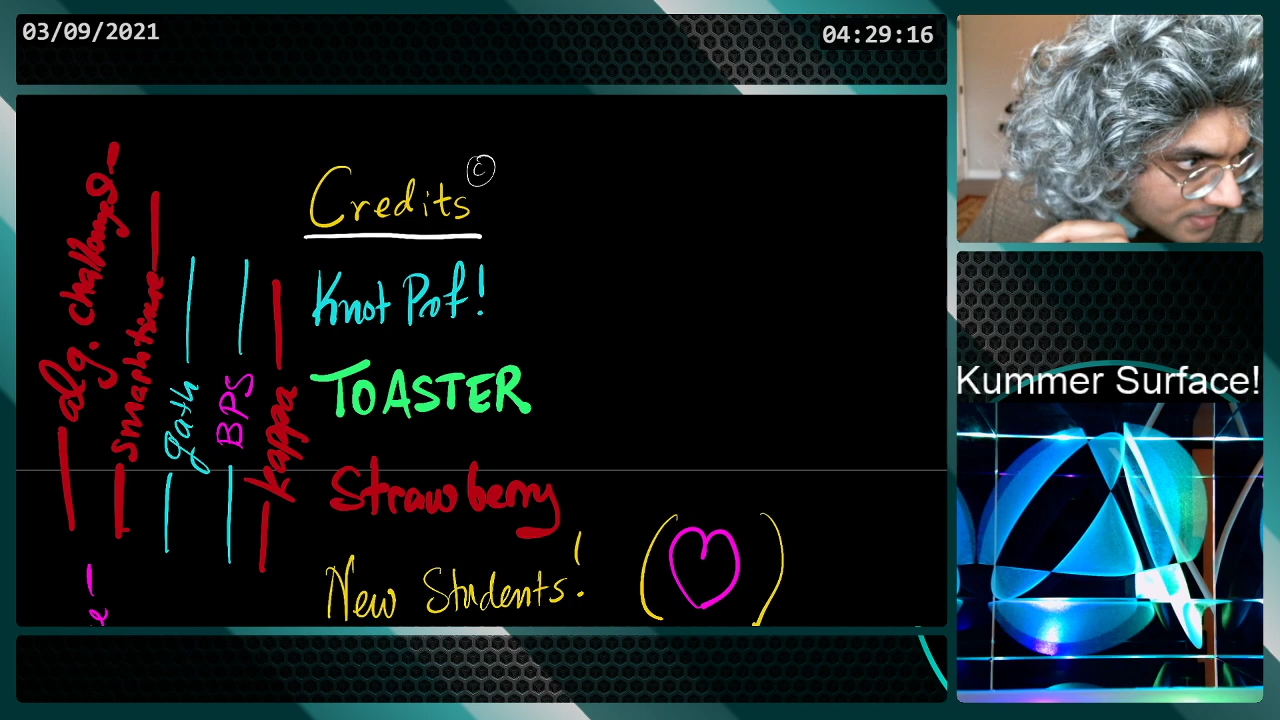 03/09/2021
04:29:16
Credits ©
Knot Prof!
TOASTER
Strawberry
New Students! (♡)
alg. challenge
smarhtirere
gath
BPS
kappa
Kummer Surface!